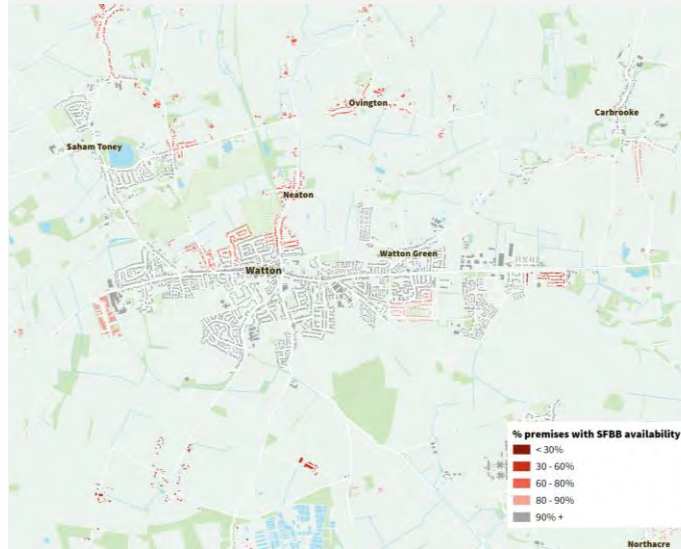 Ovington
Carbrooke
Saham Toney
Neaton
Watton Green
Watton
% premises with SFBB availability
< 30%
30 - 60%
60 - 80%
80 - 90%
90% +
Northacre